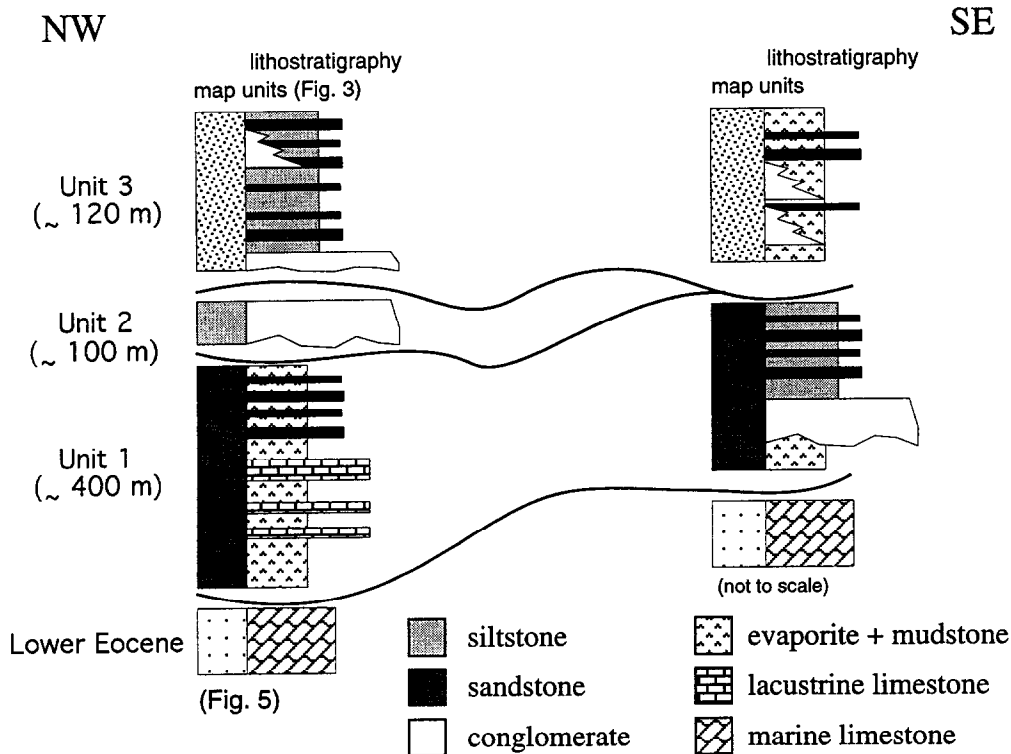 NW
SE
lithostratigraphy
map units (Fig. 3)
lithostratigraphy
map units
Unit 3
(~ 120 m)
Unit 2
(~ 100 m)
Unit 1
(~ 400 m)
(not to scale)
Lower Eocene
(Fig. 5)
siltstone
sandstone
conglomerate
evaporite + mudstone
lacustrine limestone
marine limestone